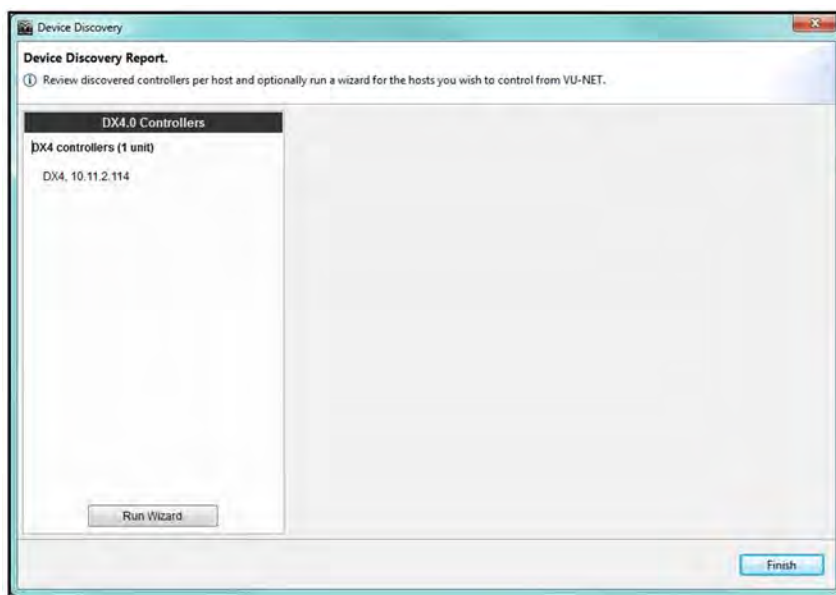 Device Discovery
Device Discovery Report.
Review discovered controllers per host and optionally run a wizard for the hosts you wish to control from VU-NET.
DX4.0 Controllers
DX4 controllers (1 unit)
DX4, 10.11.2.114
Run Wizard
Finish